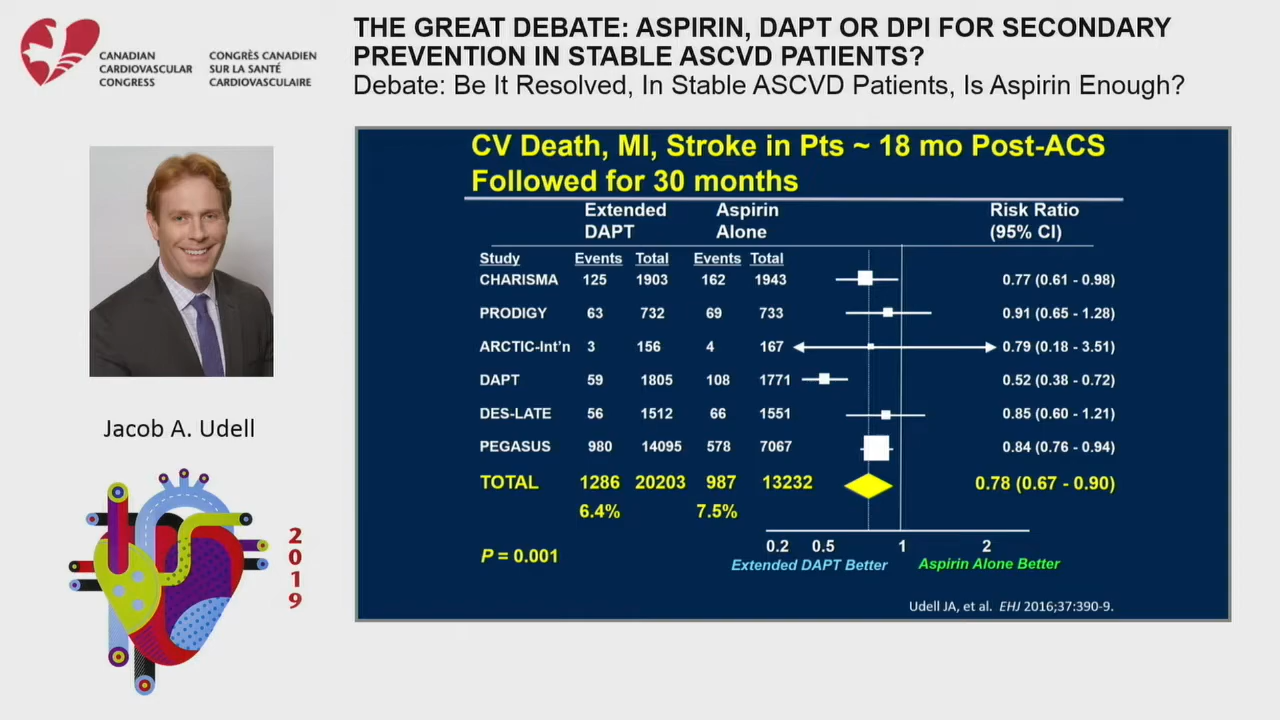 CANADIAN
CARDIOVASCULAR
CONGRESS
CONGRÈS CANADIEN
SUR LA SANTÉ
CARDIOVASCULAIRE
THE GREAT DEBATE: ASPIRIN, DAPT OR DPI FOR SECONDARY
PREVENTION IN STABLE ASCVD PATIENTS?
Debate: Be It Resolved, In Stable ASCVD Patients, Is Aspirin Enough?
Jacob A. Udell
2019
CV Death, MI, Stroke in Pts ~ 18 mo Post-ACS
Followed for 30 months
Extended Aspirin Risk Ratio
DAPT Alone (95% CI)
Study Events Total Events Total
CHARISMA 125 1903 162 1943 0.77 (0.61 - 0.98)
PRODIGY 63 732 69 733 0.91 (0.65 - 1.28)
ARCTIC-Int'n 3 156 4 167 0.79 (0.18 - 3.51)
DAPT 59 1805 108 1771 0.52 (0.38 - 0.72)
DES-LATE 56 1512 66 1551 0.85 (0.60 - 1.21)
PEGASUS 980 14095 578 7067 0.84 (0.76 - 0.94)
TOTAL 1286 20203 987 13232 0.78 (0.67 - 0.90)
6.4% 7.5%
P = 0.001
0.2 0.5 1 2
Extended DAPT Better Aspirin Alone Better
Udell JA, et al. EHJ 2016;37:390-9.